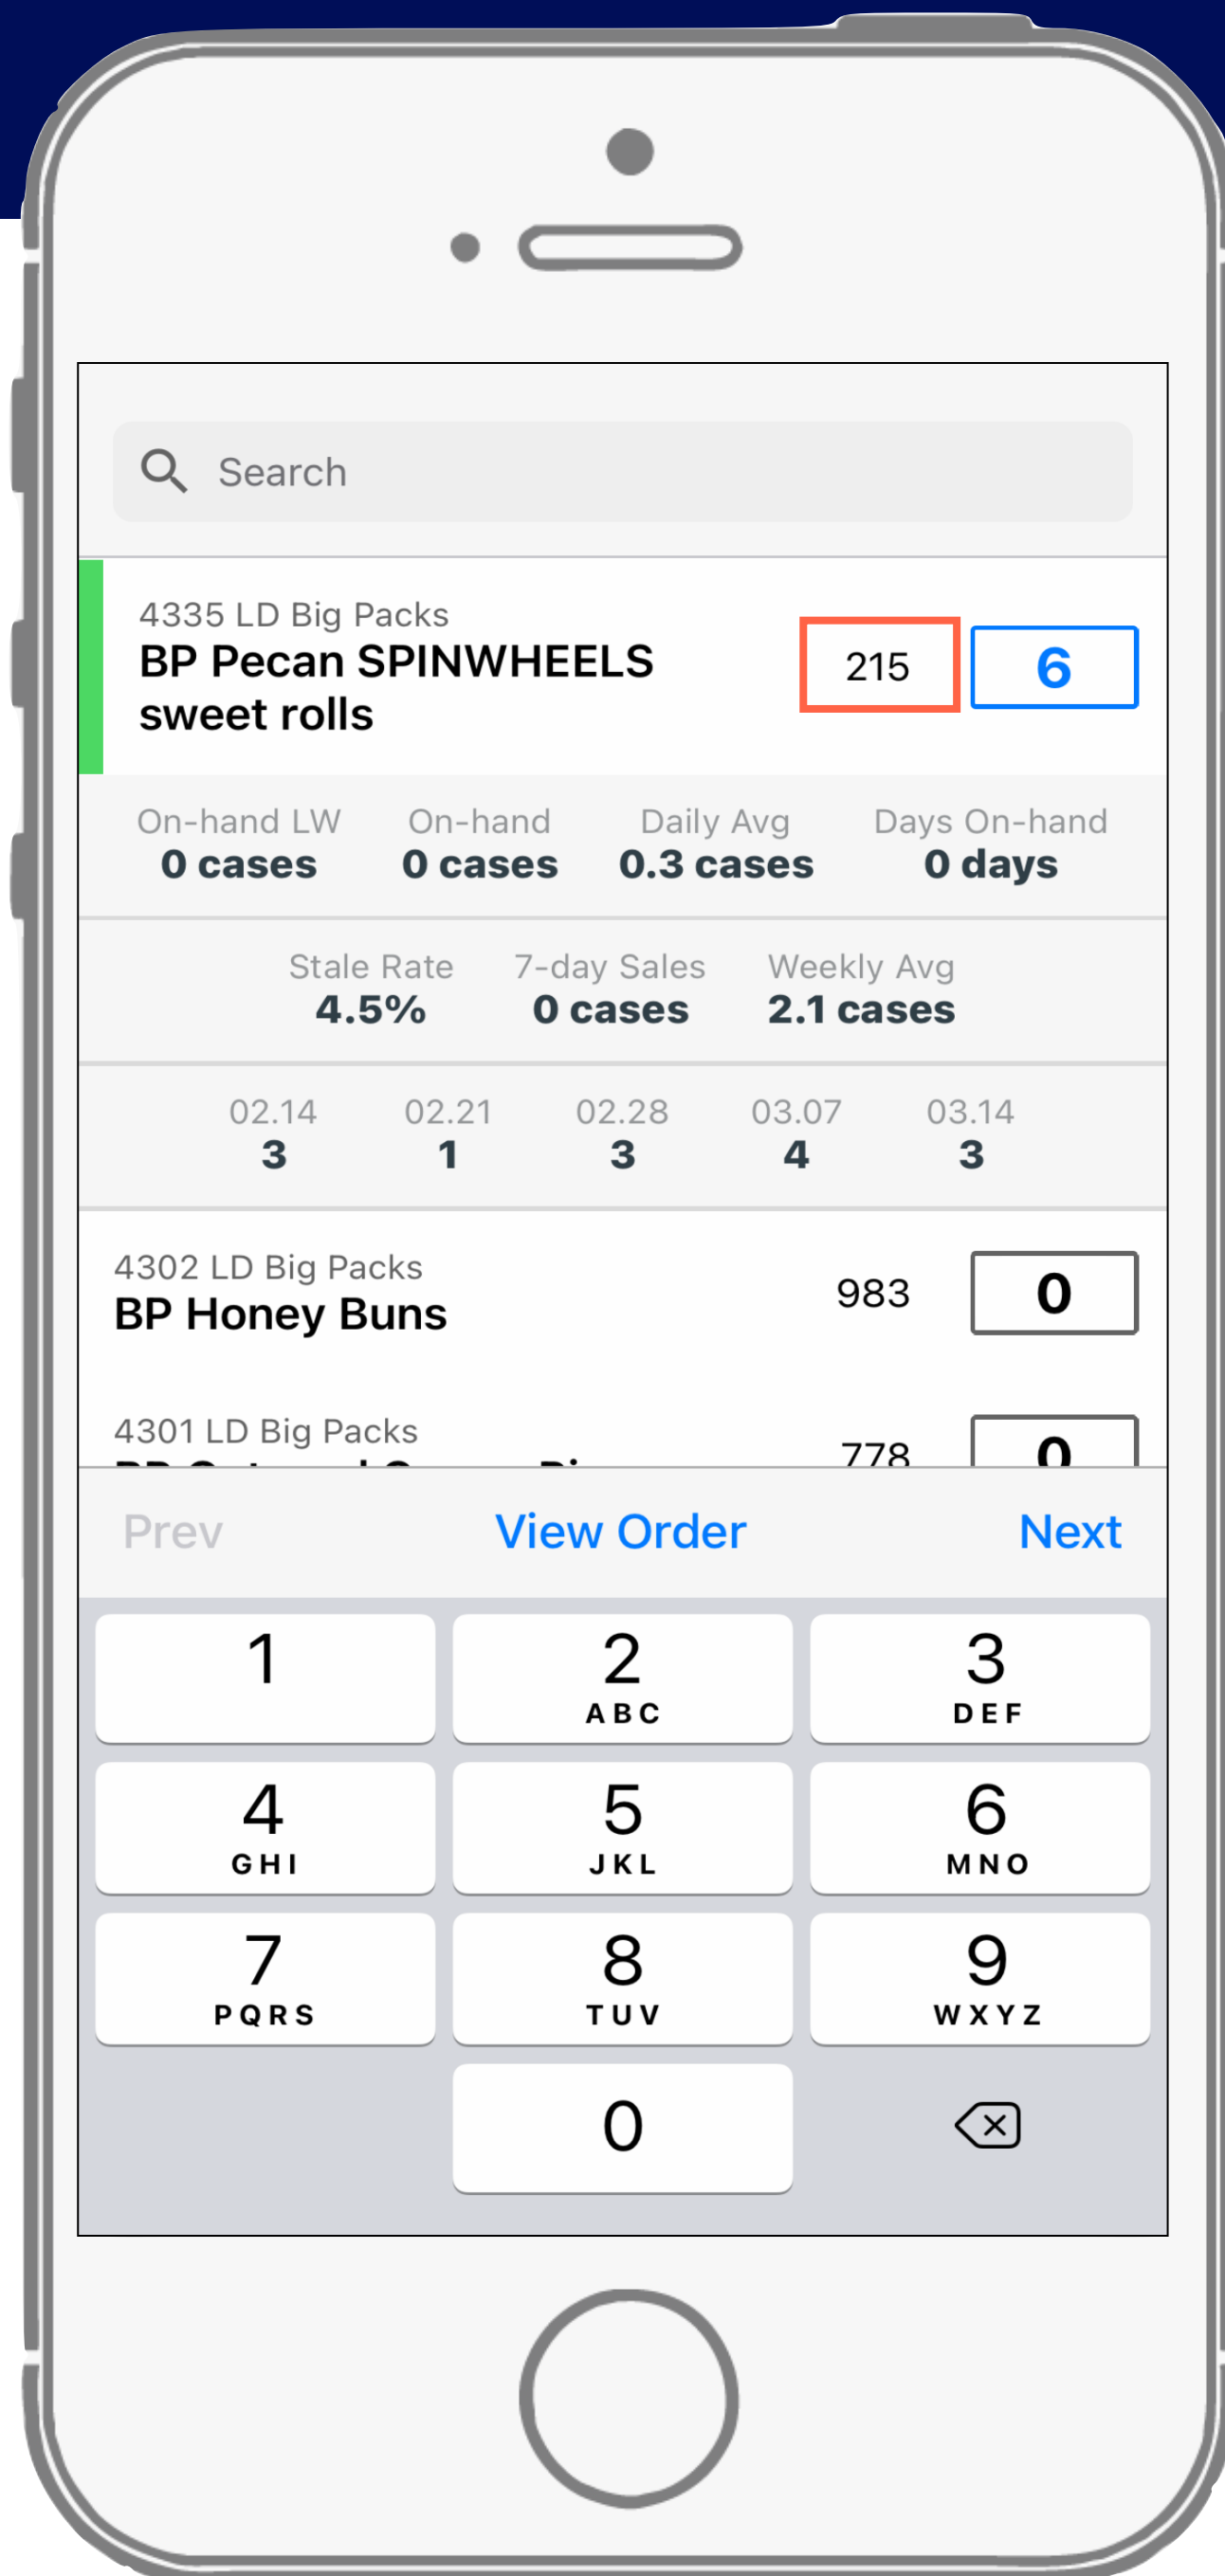 Search
4335 LD Big Packs
BP Pecan SPINWHEELS
sweet rolls
215
6
On-hand LW On-hand Daily Avg Days On-hand
0 cases 0 cases 0.3 cases 0 days
Stale Rate 7-day Sales Weekly Avg
4.5% 0 cases 2.1 cases
02.14 02.21 02.28 03.07 03.14
3 1 3 4 3
4302 LD Big Packs
BP Honey Buns
983
0
4301 LD Big Packs
778
0
Prev View Order Next
1 2 3
ABC DEF
4 5 6
GHI JKL MNO
7 8 9
PQRS TUV WXYZ
0